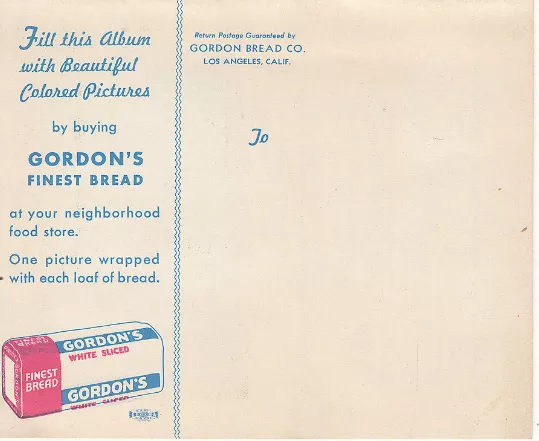 Fill this Album
with Beautiful
Colored Pictures
by buying
GORDON'S
FINEST BREAD
at your neighborhood
food store.
One picture wrapped
with each loaf of bread.
GORDON'S
WHITE SLICED
FINEST
BREAD
GORDON'S
WHITE SLICED
Return Postage Guaranteed by
GORDON BREAD CO.
LOS ANGELES, CALIF.
To